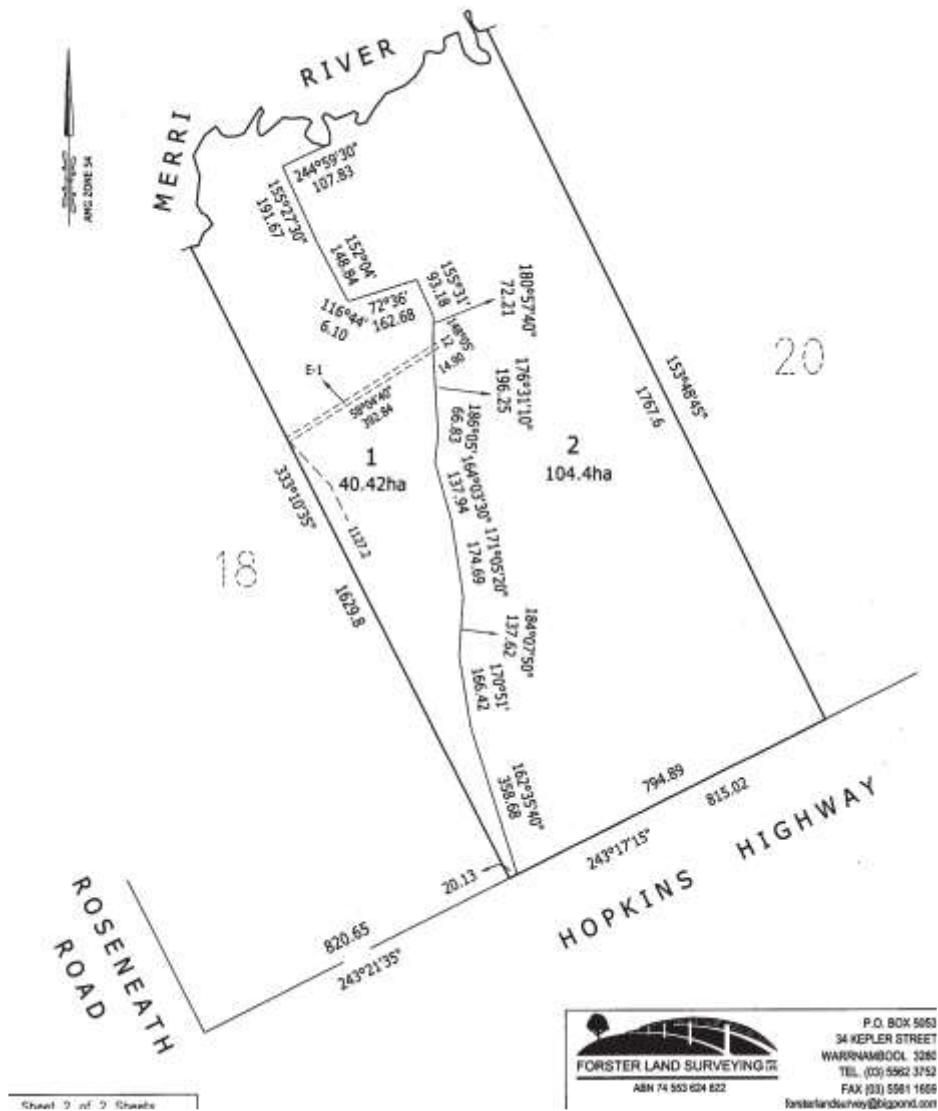 MERRI RIVER
AMG ZONE 54
244°59'30"
107.83
155°27'30"
191.67
152°04'
148.84
116°44'
6.10
72°36'
162.68
155°31'
93.18
180°57'40"
72.21
148°05'
12
14.90
E-1
58°04'40"
392.84
176°31'10"
196.25
186°05'
66.83
164°03'30"
137.94
171°05'20"
174.69
184°07'50"
137.62
170°51'
166.42
162°35'40"
358.68
1
40.42ha
2
104.4ha
18
20
333°10'35"
1629.8
1127.2
153°48'45"
1767.6
794.89
815.02
243°17'15"
HOPKINS HIGHWAY
20.13
820.65
243°21'35"
ROSENEATH
ROAD
Sheet 2 of 2 Sheets
FORSTER LAND SURVEYING
ABN 74 553 624 622
P.O. BOX 5053
34 KEPLER STREET
WARRNAMBOOL 3280
TEL. (03) 5562 3752
FAX (03) 5561 1659
forsterlandsurvey@bigpond.com